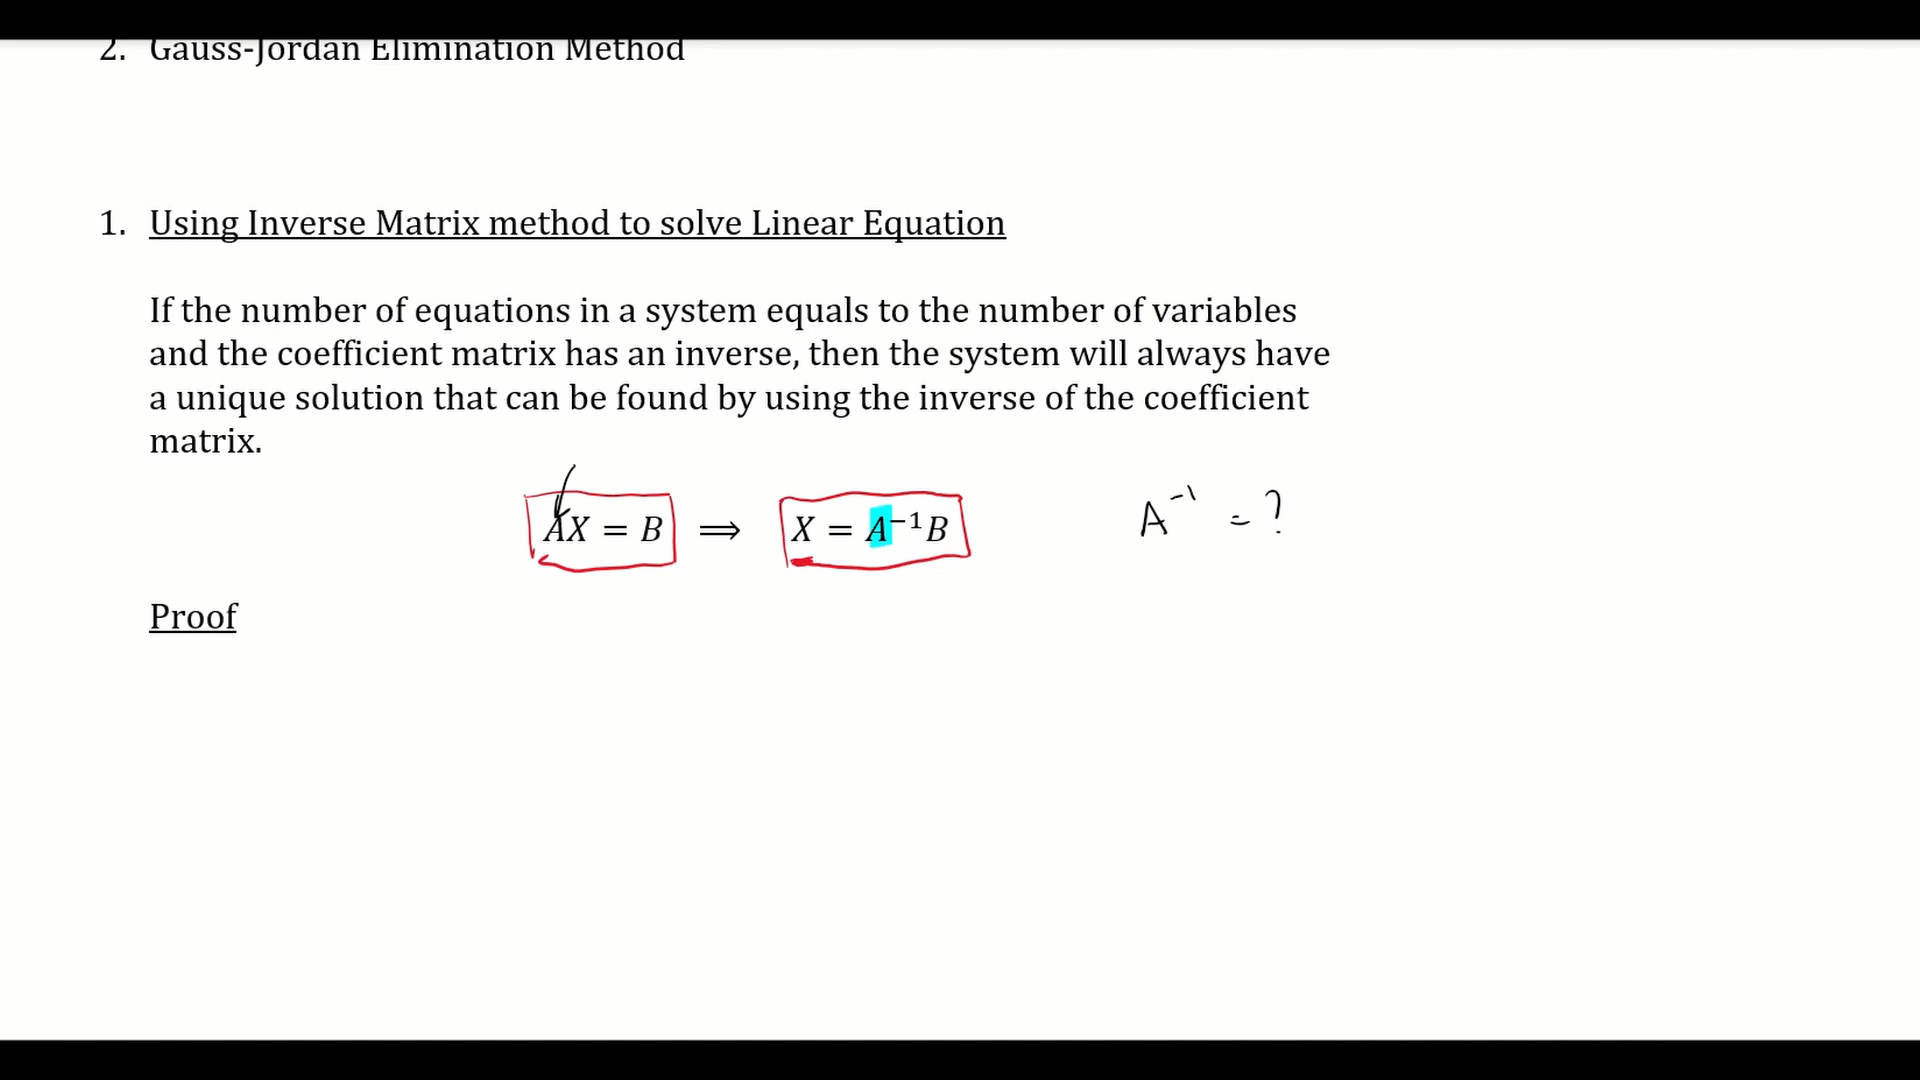 2. Gauss-Jordan Elimination Method
1. Using Inverse Matrix method to solve Linear Equation
If the number of equations in a system equals to the number of variables
and the coefficient matrix has an inverse, then the system will always have
a unique solution that can be found by using the inverse of the coefficient
matrix.
AX = B ⟹ X = A⁻¹B A⁻¹ = ?
Proof